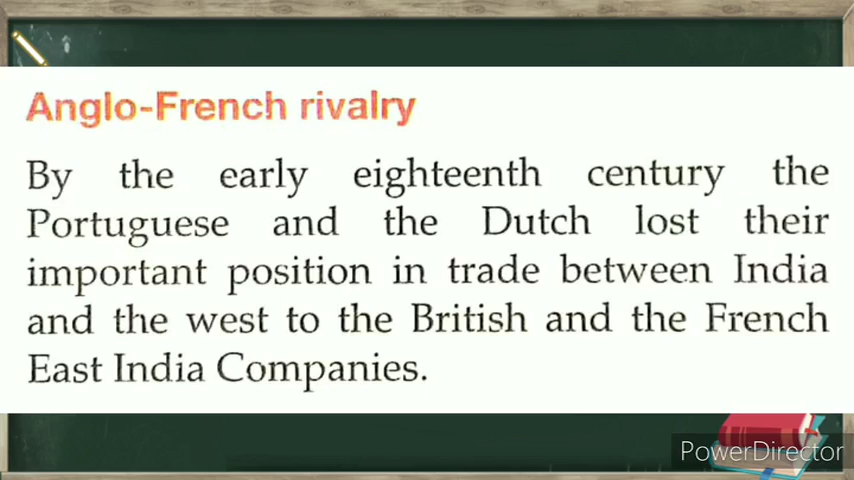 Anglo-French rivalry
By the early eighteenth century the
Portuguese and the Dutch lost their
important position in trade between India
and the west to the British and the French
East India Companies.
PowerDirector